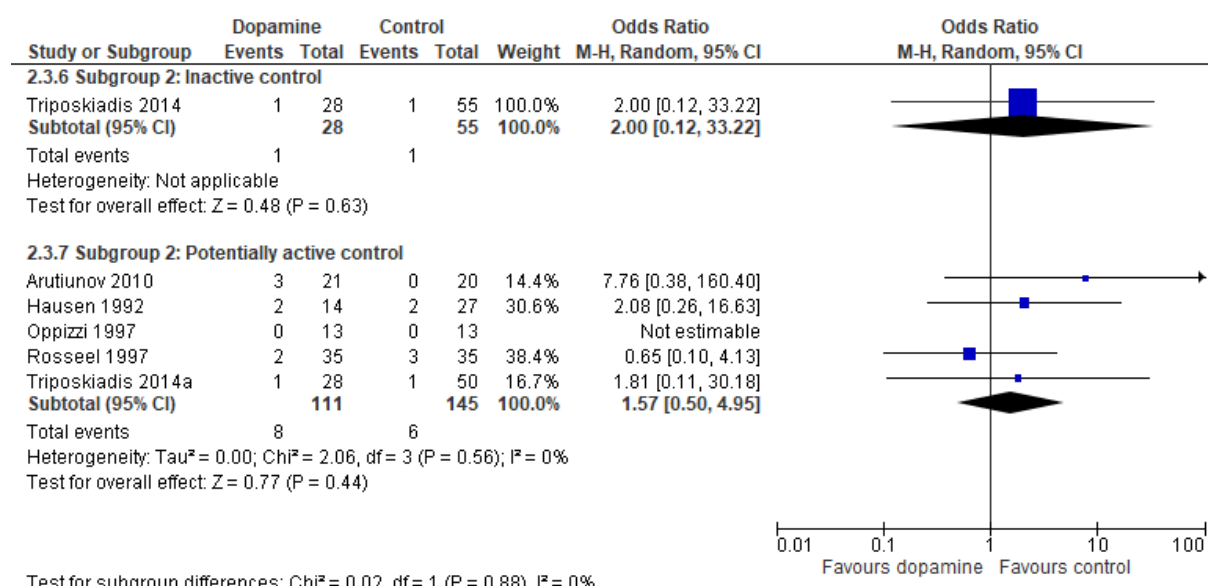 Dopamine Control Odds Ratio Odds Ratio
Study or Subgroup Events Total Events Total Weight M-H, Random, 95% CI M-H, Random, 95% CI
2.3.6 Subgroup 2: Inactive control
Triposkiadis 2014 1 28 1 55 100.0% 2.00 [0.12, 33.22]
Subtotal (95% CI) 28 55 100.0% 2.00 [0.12, 33.22]
Total events 1 1
Heterogeneity: Not applicable
Test for overall effect: Z = 0.48 (P = 0.63)
2.3.7 Subgroup 2: Potentially active control
Arutiunov 2010 3 21 0 20 14.4% 7.76 [0.38, 160.40]
Hausen 1992 2 14 2 27 30.6% 2.08 [0.26, 16.63]
Oppizzi 1997 0 13 0 13 Not estimable
Rosseel 1997 2 35 3 35 38.4% 0.65 [0.10, 4.13]
Triposkiadis 2014a 1 28 1 50 16.7% 1.81 [0.11, 30.18]
Subtotal (95% CI) 111 145 100.0% 1.57 [0.50, 4.95]
Total events 8 6
Heterogeneity: Tau² = 0.00; Chi² = 2.06, df = 3 (P = 0.56); I² = 0%
Test for overall effect: Z = 0.77 (P = 0.44)
0.01 0.1 1 10 100
Favours dopamine Favours control
Test for subgroup differences: Chi² = 0.02, df = 1 (P = 0.88), I² = 0%